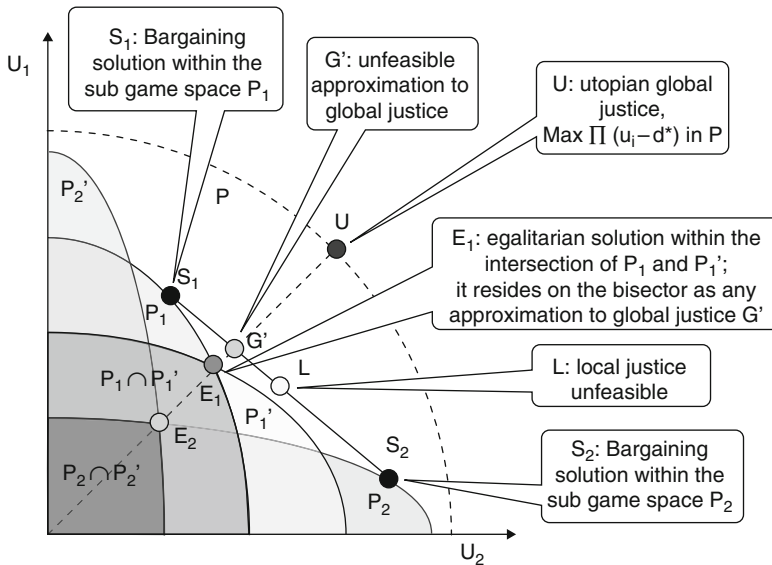 S1: Bargaining
solution within the
sub game space P1
G’: unfeasible
approximation to
global justice
U: utopian global
justice,
Max ∏ (ui–d*) in P
E1: egalitarian solution within the
intersection of P1 and P1’;
it resides on the bisector as any
approximation to global justice G’
L: local justice
unfeasible
S2: Bargaining
solution within the
sub game space P2
U1
P2’
P
U
S1
P1
G’
P1∩P1’
E1
L
P1’
E2
S2
P2∩P2’
P2
U2